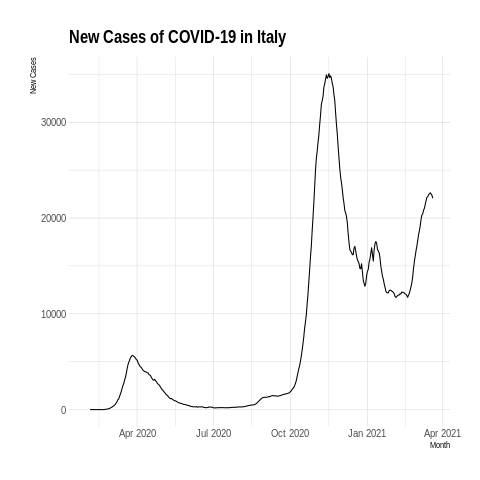 New Cases of COVID-19 in Italy
New Cases
30000
20000
10000
0
Apr 2020 Jul 2020 Oct 2020 Jan 2021 Apr 2021
Month